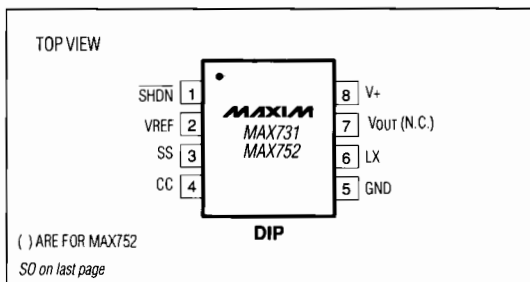 TOP VIEW
SHDN 1
VREF 2
SS 3
CC 4
MAXIM
MAX731
MAX752
8 V+
7 VOUT (N.C.)
6 LX
5 GND
DIP
( ) ARE FOR MAX752
SO on last page